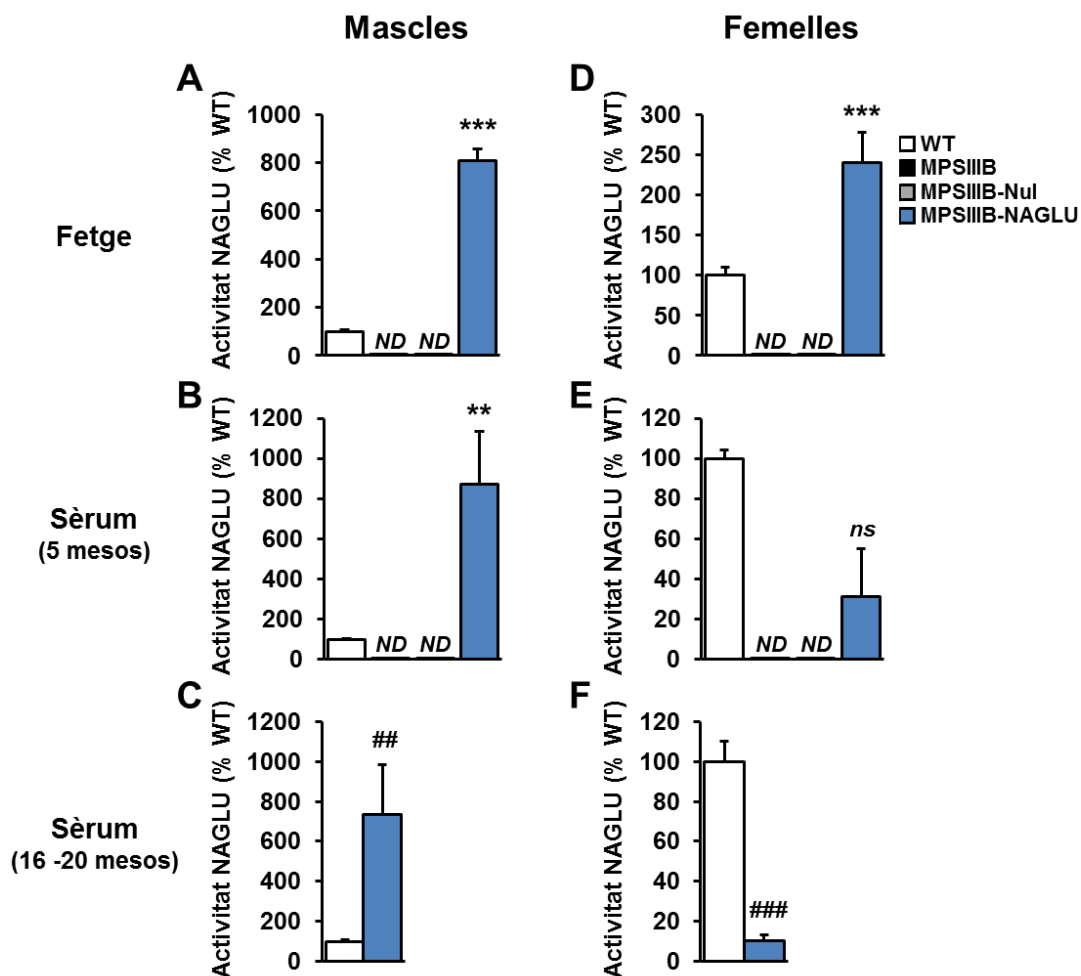 Mascles
Femelles
A
Activitat NAGLU (% WT)
1000
800
600
400
200
0
ND
ND
***
D
Activitat NAGLU (% WT)
300
250
200
150
100
50
0
ND
ND
***
WT
MPSIIIB
MPSIIIB-Nul
MPSIIIB-NAGLU
Fetge
B
Activitat NAGLU (% WT)
1200
1000
800
600
400
200
0
ND
ND
**
E
Activitat NAGLU (% WT)
120
100
80
60
40
20
0
ND
ND
ns
Sèrum
(5 mesos)
C
Activitat NAGLU (% WT)
1200
1000
800
600
400
200
0
##
F
Activitat NAGLU (% WT)
120
100
80
60
40
20
0
###
Sèrum
(16 -20 mesos)